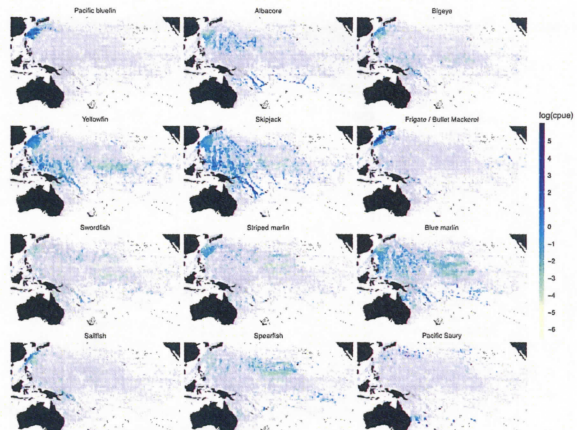 Pacific bluefin
Albacore
Bigeye
Yellowfin
Skipjack
Frigate / Bullet Mackerel
log(cpue)
5
4
3
2
1
0
−1
−2
−3
−4
−5
−6
Swordfish
Striped marlin
Blue marlin
Sailfish
Spearfish
Pacific Saury